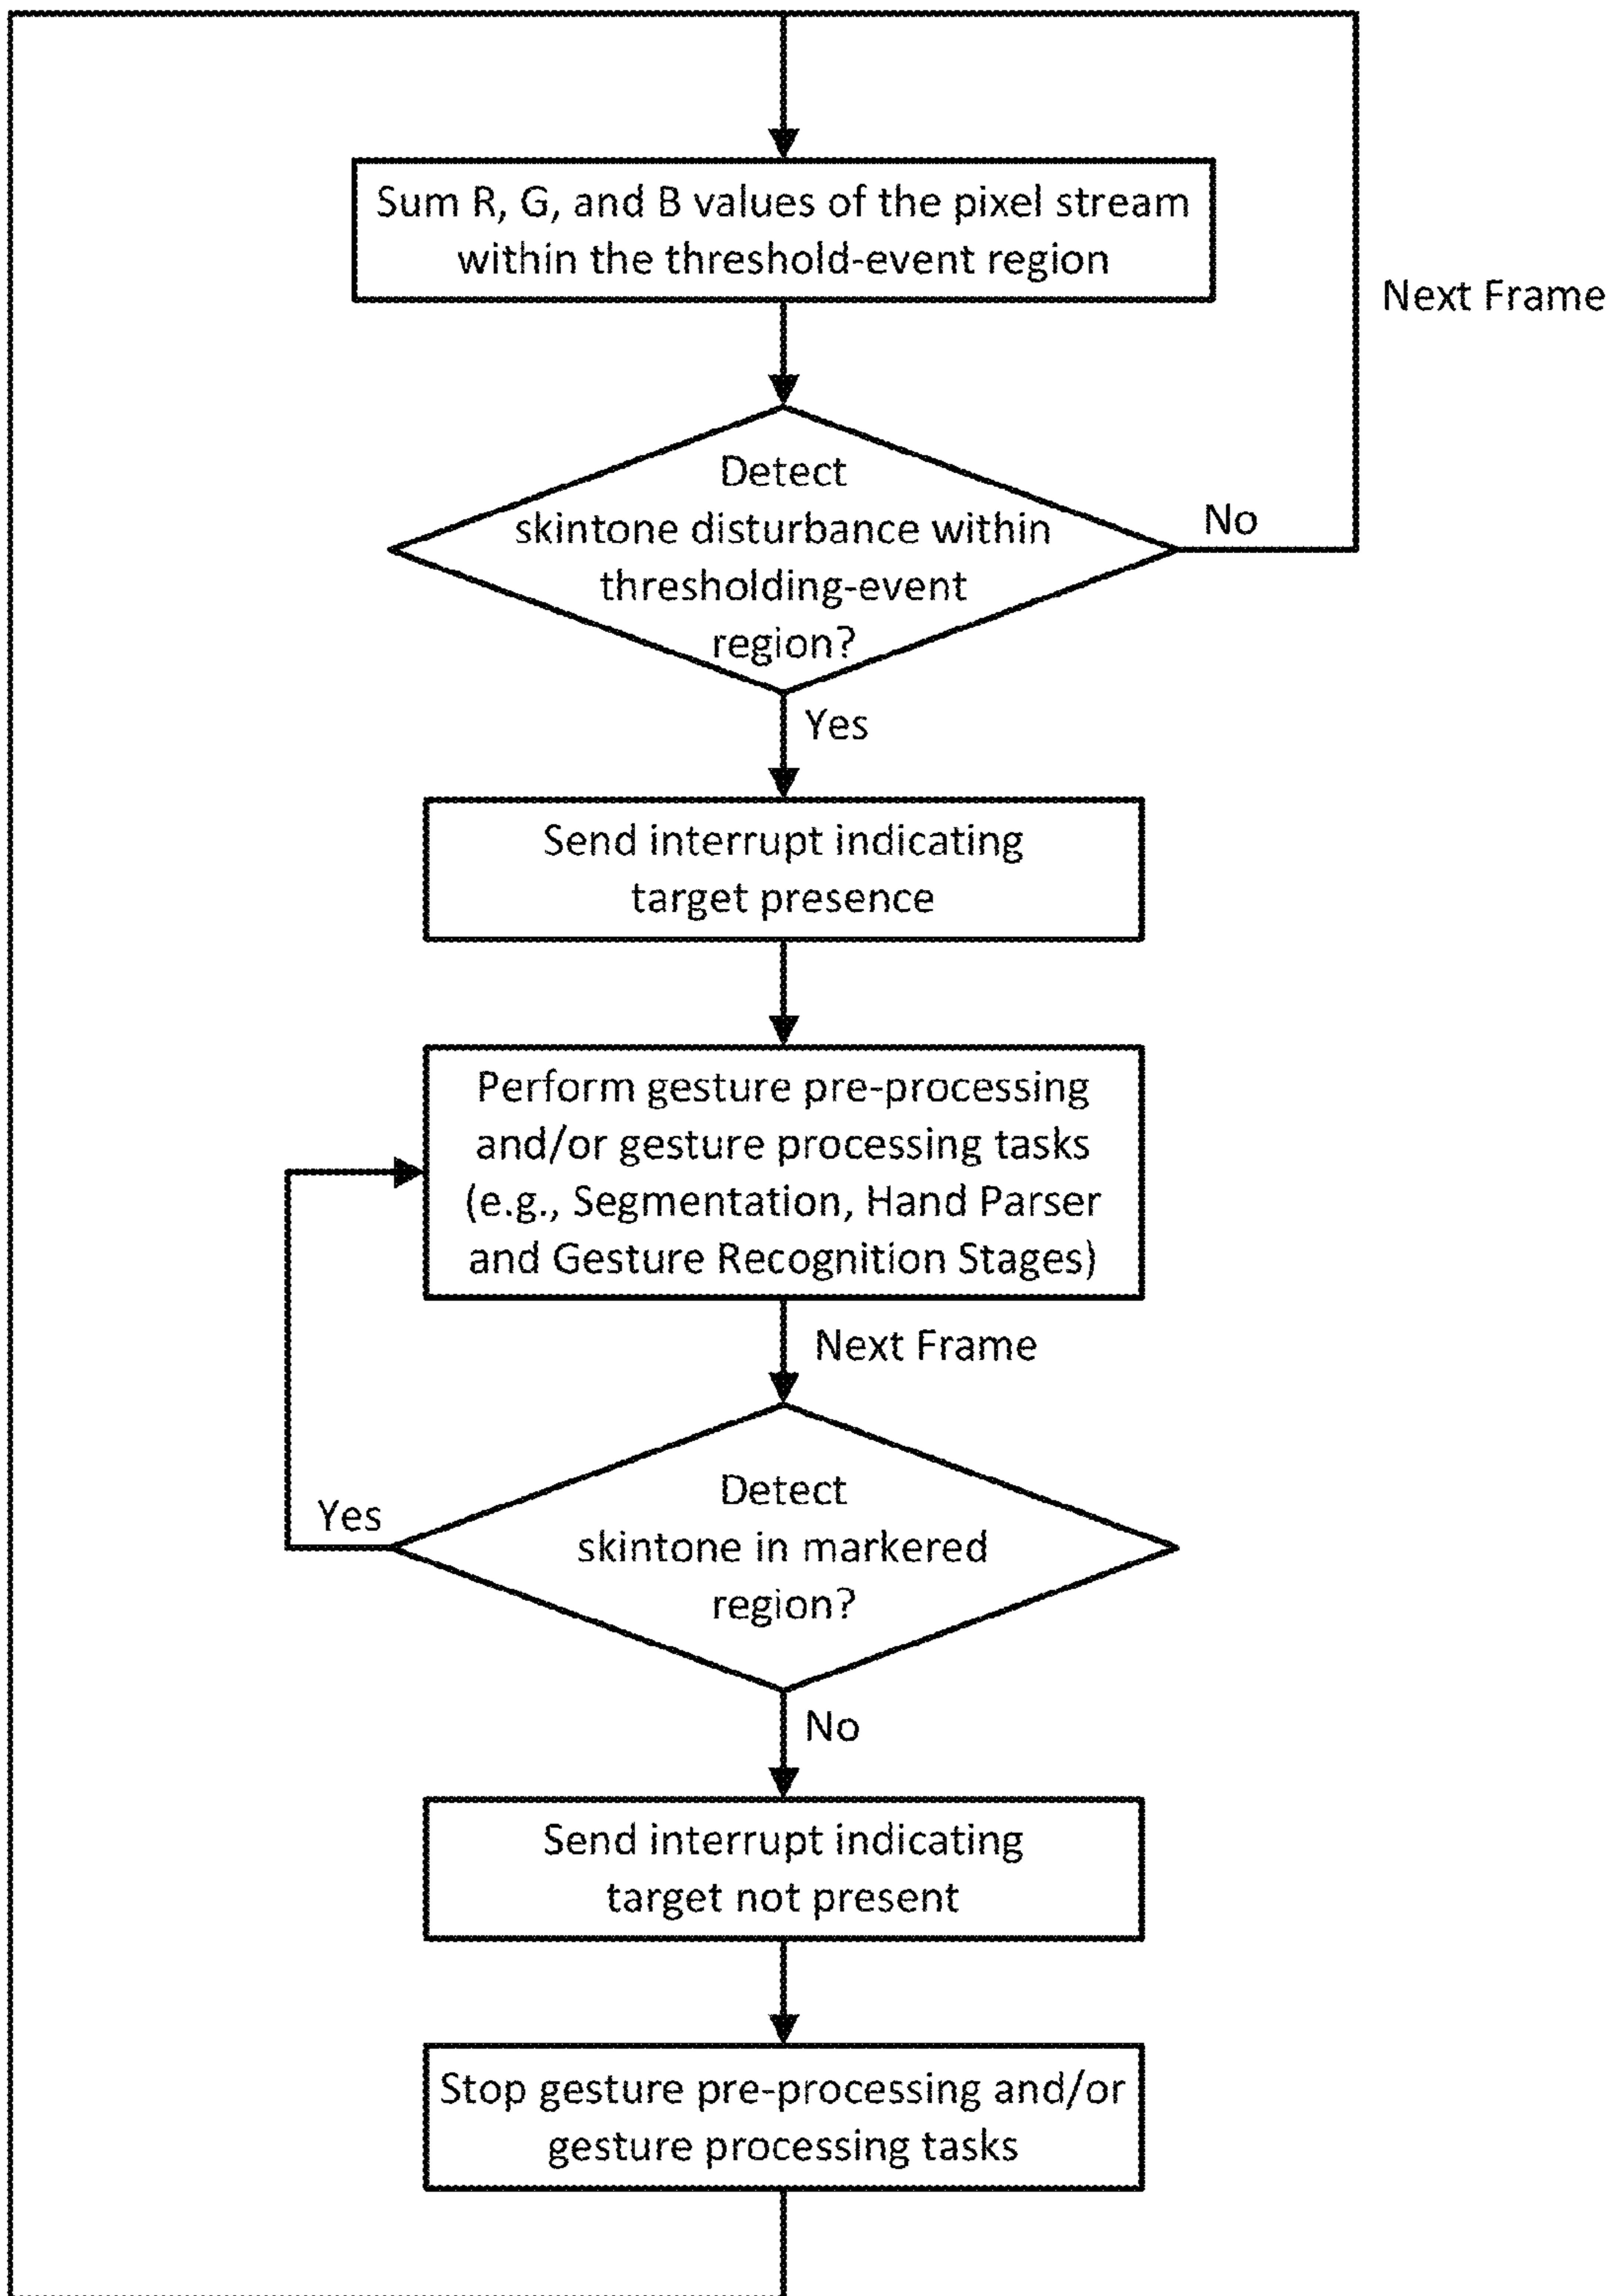 Sum R, G, and B values of the pixel stream
within the threshold-event region
Next Frame
Detect
skintone disturbance within
thresholding-event
region?
No
Yes
Send interrupt indicating
target presence
Perform gesture pre-processing
and/or gesture processing tasks
(e.g., Segmentation, Hand Parser
and Gesture Recognition Stages)
Next Frame
Detect
skintone in markered
region?
Yes
No
Send interrupt indicating
target not present
Stop gesture pre-processing and/or
gesture processing tasks